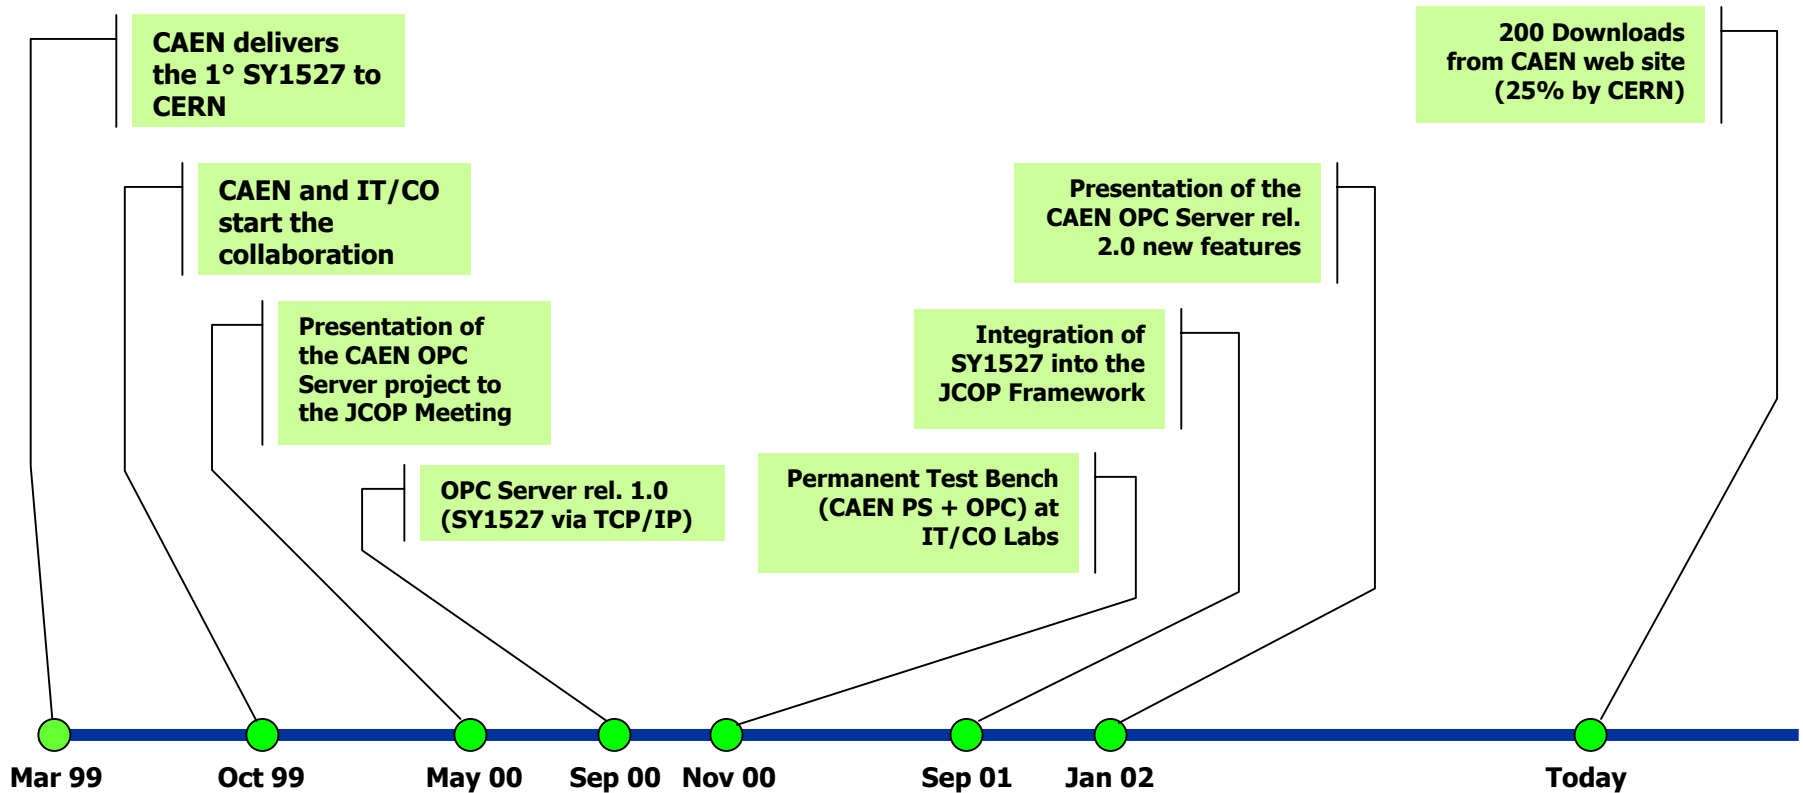 CAEN delivers
the 1° SY1527 to
CERN
200 Downloads
from CAEN web site
(25% by CERN)
CAEN and IT/CO
start the
collaboration
Presentation of the
CAEN OPC Server rel.
2.0 new features
Presentation of
the CAEN OPC
Server project to
the JCOP Meeting
Integration of
SY1527 into the
JCOP Framework
OPC Server rel. 1.0
(SY1527 via TCP/IP)
Permanent Test Bench
(CAEN PS + OPC) at
IT/CO Labs
Mar 99
Oct 99
May 00
Sep 00
Nov 00
Sep 01
Jan 02
Today